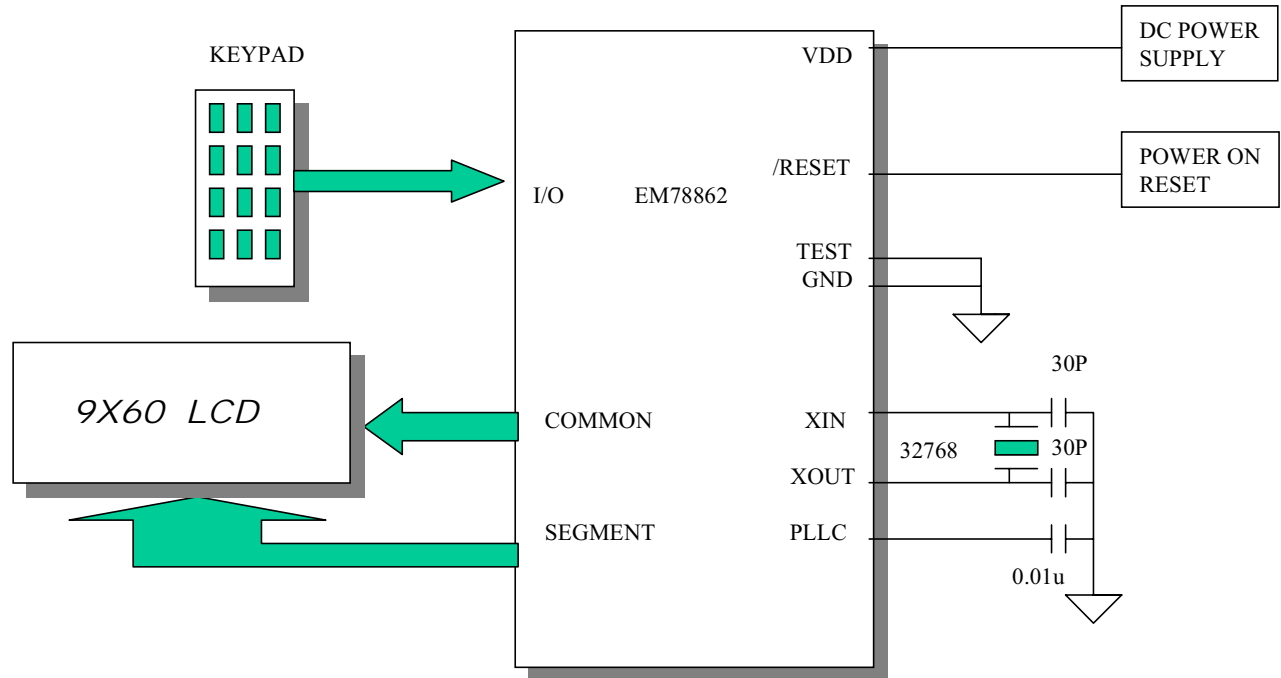 KEYPAD
VDD
DC POWER
SUPPLY
/RESET
POWER ON
RESET
I/O
EM78862
TEST
GND
30P
9X60 LCD
COMMON
XIN
32768
30P
XOUT
SEGMENT
PLLC
0.01u